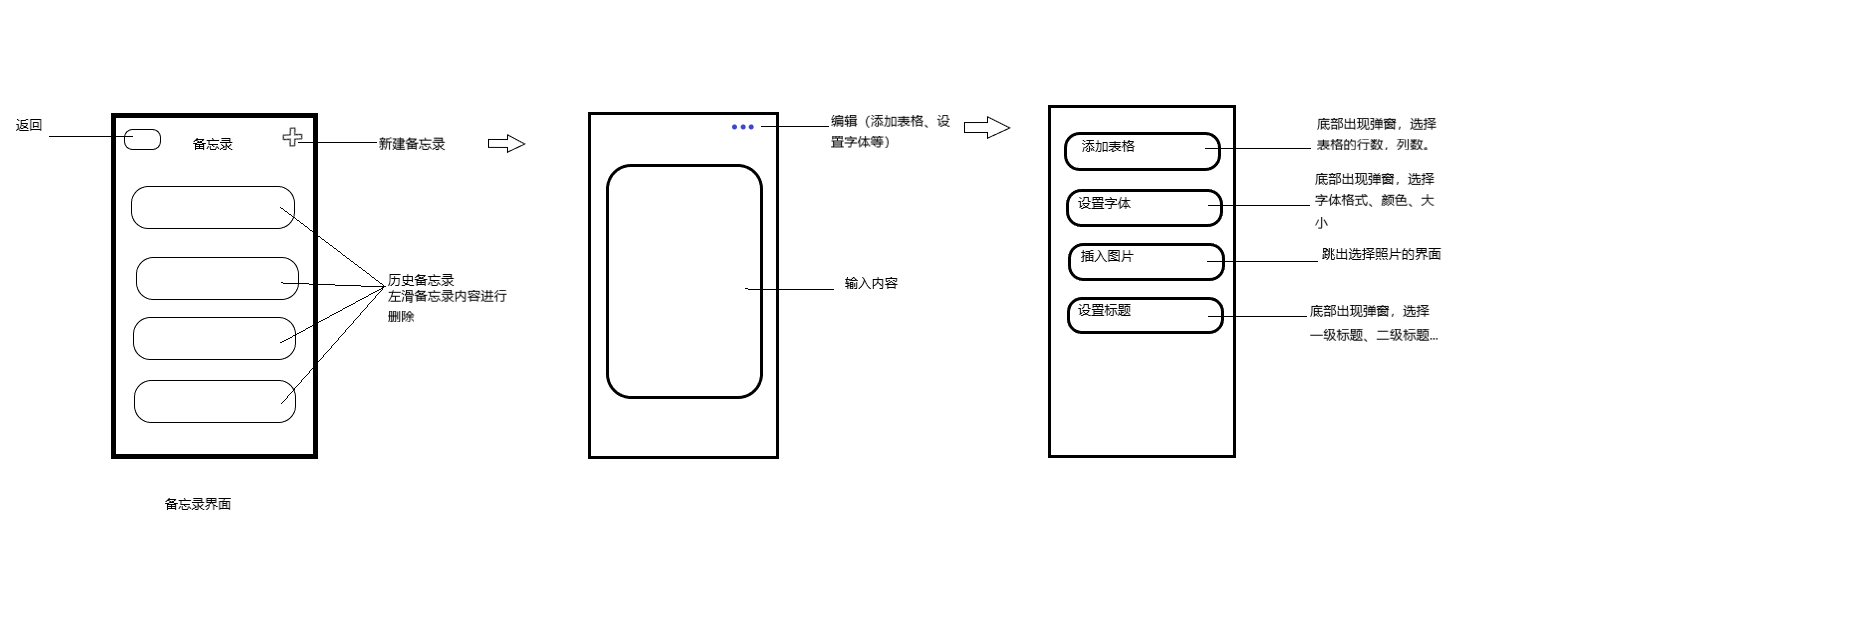 返回
备忘录
新建备忘录
历史备忘录
左滑备忘录内容进行
删除
备忘录界面
编辑（添加表格、设
置字体等）
输入内容
添加表格
设置字体
插入图片
设置标题
底部出现弹窗，选择
表格的行数，列数。
底部出现弹窗，选择
字体格式、颜色、大
小
跳出选择照片的界面
底部出现弹窗，选择
一级标题、二级标题...